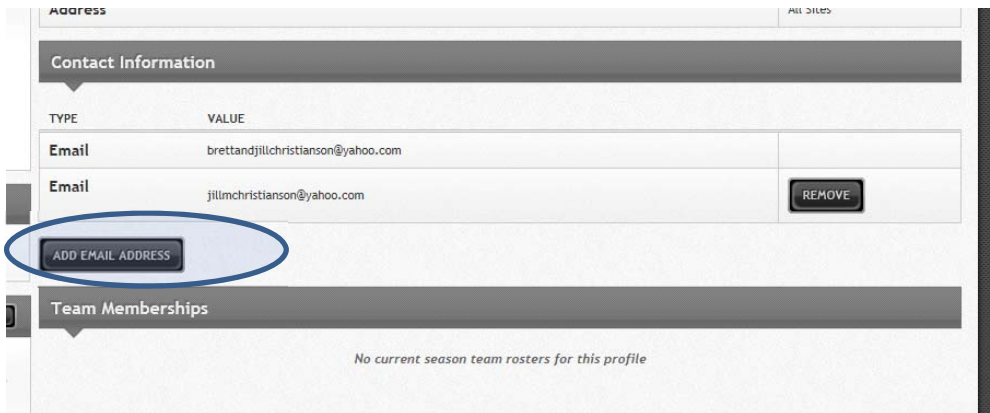 Address All Sites
Contact Information
TYPE VALUE
Email brettandjillchristianson@yahoo.com
Email jillmchristianson@yahoo.com REMOVE
ADD EMAIL ADDRESS
Team Memberships
No current season team rosters for this profile